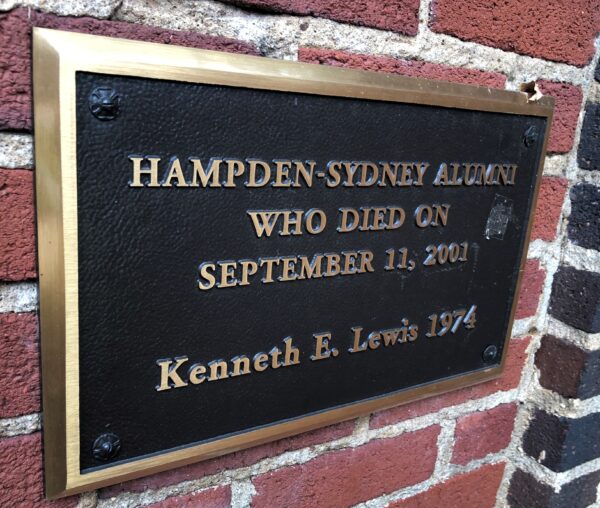 HAMPDEN-SYDNEY ALUMNI
WHO DIED ON
SEPTEMBER 11, 2001
Kenneth E. Lewis 1974